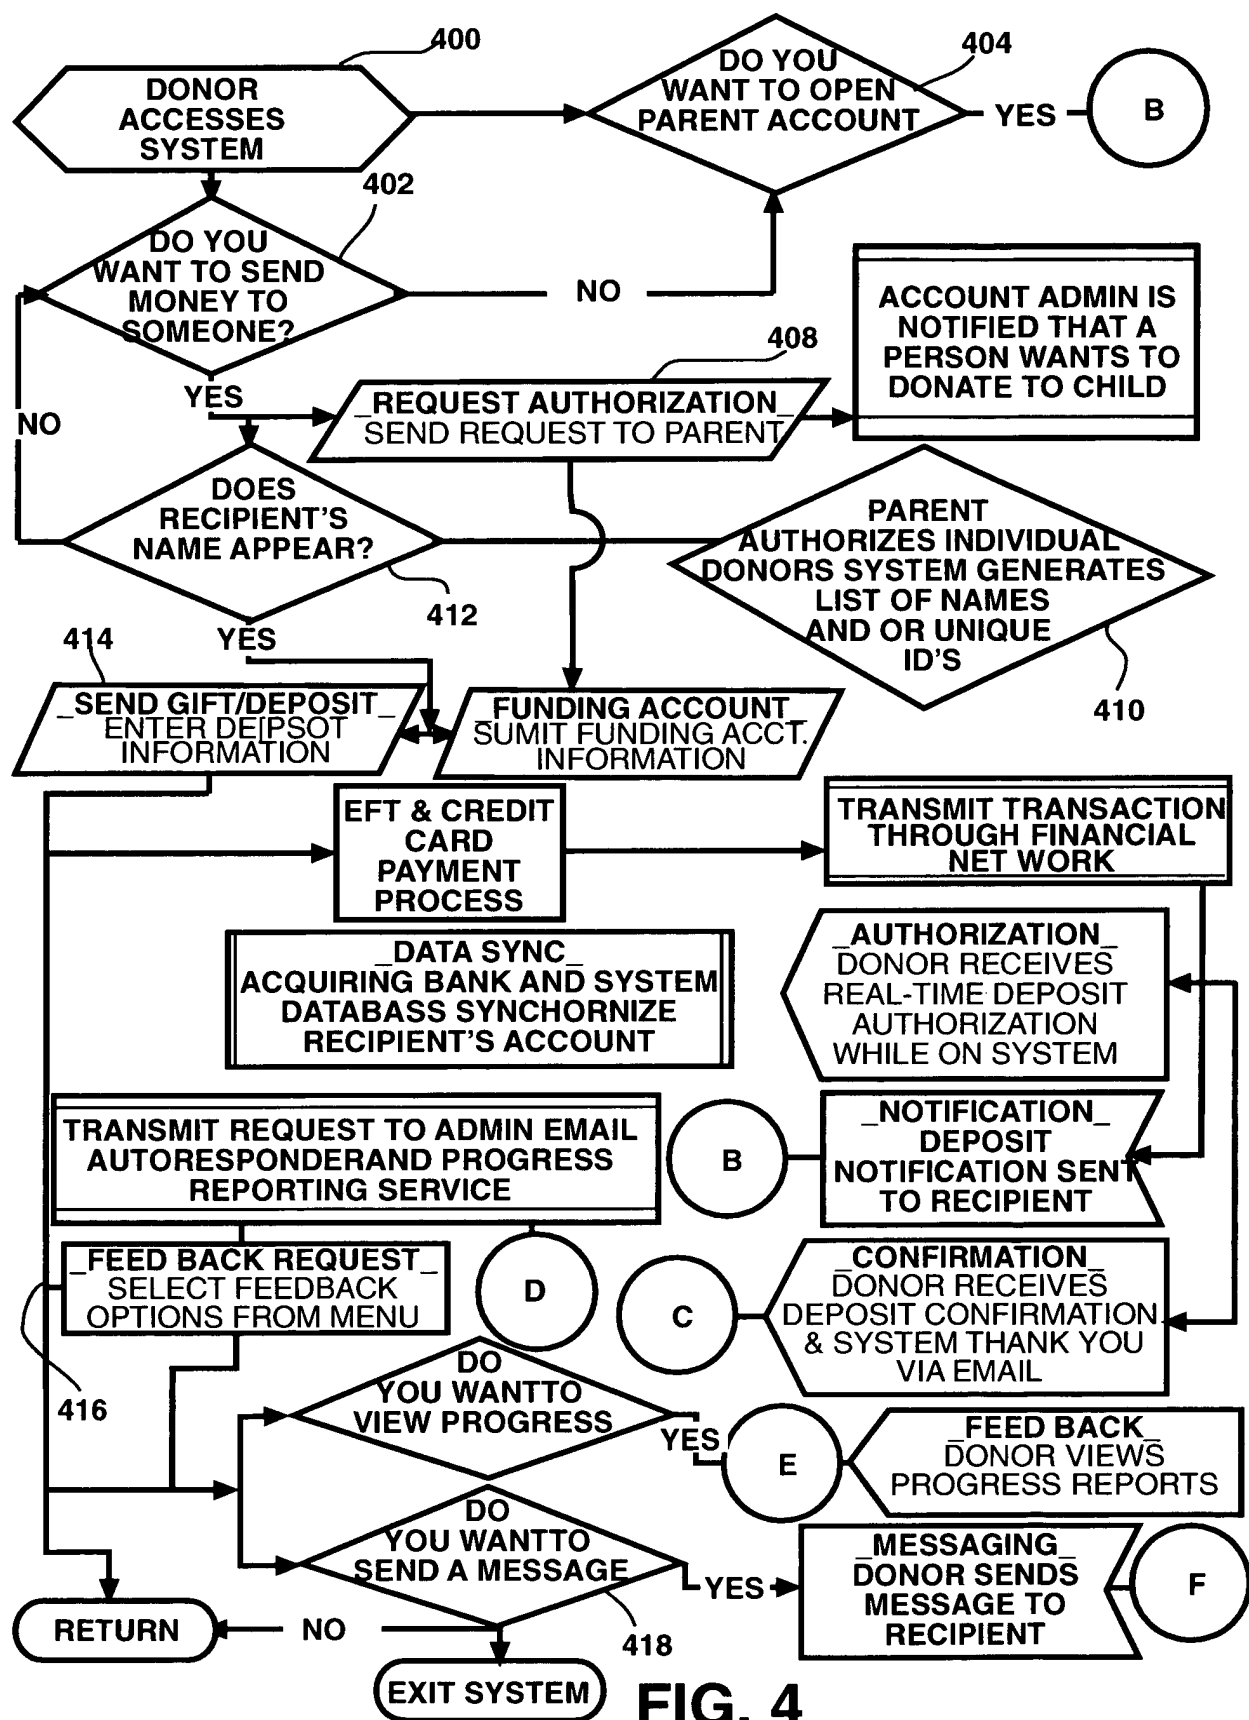 400
DONOR
ACCESSES
SYSTEM
DO YOU
WANT TO OPEN
PARENT ACCOUNT
404
YES
B
402
DO YOU
WANT TO SEND
MONEY TO
SOMEONE?
NO
ACCOUNT ADMIN IS
NOTIFIED THAT A
PERSON WANTS TO
DONATE TO CHILD
408
YES
_REQUEST AUTHORIZATION_
SEND REQUEST TO PARENT
NO
DOES
RECIPIENT'S
NAME APPEAR?
412
PARENT
AUTHORIZES INDIVIDUAL
DONORS SYSTEM GENERATES
LIST OF NAMES
AND OR UNIQUE
ID'S
410
YES
414
_SEND GIFT/DEPOSIT_
ENTER DE[PSOT
INFORMATION
_FUNDING ACCOUNT_
SUMIT FUNDING ACCT.
INFORMATION
EFT & CREDIT
CARD
PAYMENT
PROCESS
TRANSMIT TRANSACTION
THROUGH FINANCIAL
NET WORK
_DATA SYNC_
ACQUIRING BANK AND SYSTEM
DATABASS SYNCHORNIZE
RECIPIENT'S ACCOUNT
_AUTHORIZATION_
DONOR RECEIVES
REAL-TIME DEPOSIT
AUTHORIZATION
WHILE ON SYSTEM
TRANSMIT REQUEST TO ADMIN EMAIL
AUTORESPONDERAND PROGRESS
REPORTING SERVICE
B
_NOTIFICATION_
DEPOSIT
NOTIFICATION SENT
TO RECIPIENT
_FEED BACK REQUEST_
SELECT FEEDBACK
OPTIONS FROM MENU
416
D
C
_CONFIRMATION_
DONOR RECEIVES
DEPOSIT CONFIRMATION
& SYSTEM THANK YOU
VIA EMAIL
DO
YOU WANTTO
VIEW PROGRESS
YES
E
_FEED BACK_
DONOR VIEWS
PROGRESS REPORTS
DO
YOU WANTTO
SEND A MESSAGE
YES
_MESSAGING_
DONOR SENDS
MESSAGE TO
RECIPIENT
F
RETURN
NO
418
EXIT SYSTEM
FIG. 4